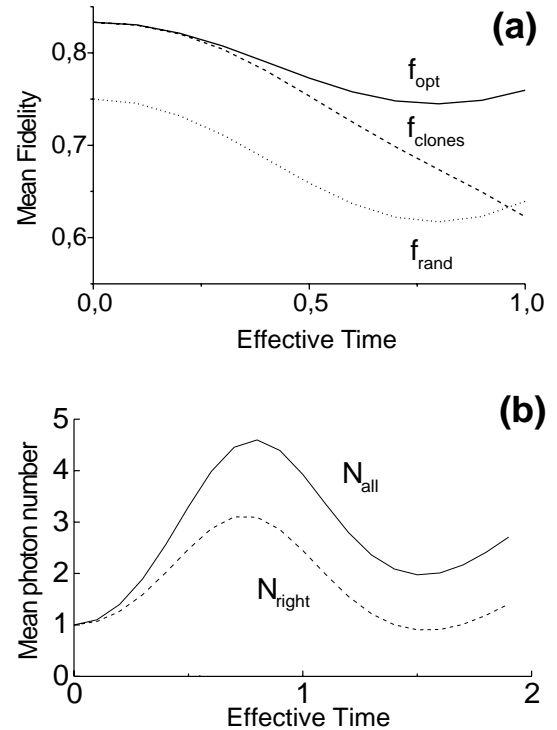 (a)
0,8
0,7
0,6
Mean Fidelity
f_opt
f_clones
f_rand
0,0 0,5 1,0
Effective Time
(b)
5
4
3
2
1
0
Mean photon number
N_all
N_right
0 1 2
Effective Time